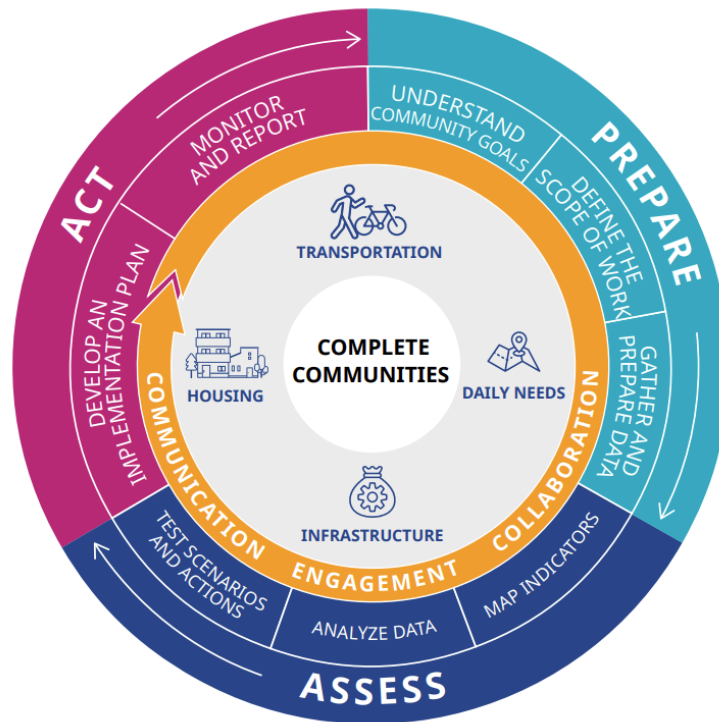 PREPARE
UNDERSTAND
COMMUNITY GOALS
DEFINE THE
SCOPE OF WORK
GATHER AND
PREPARE DATA
ASSESS
MAP INDICATORS
ANALYZE DATA
TEST SCENARIOS
AND ACTIONS
ACT
DEVELOP AN
IMPLEMENTATION PLAN
MONITOR
AND REPORT
COMMUNICATION
ENGAGEMENT
COLLABORATION
TRANSPORTATION
HOUSING
DAILY NEEDS
INFRASTRUCTURE
COMPLETE
COMMUNITIES